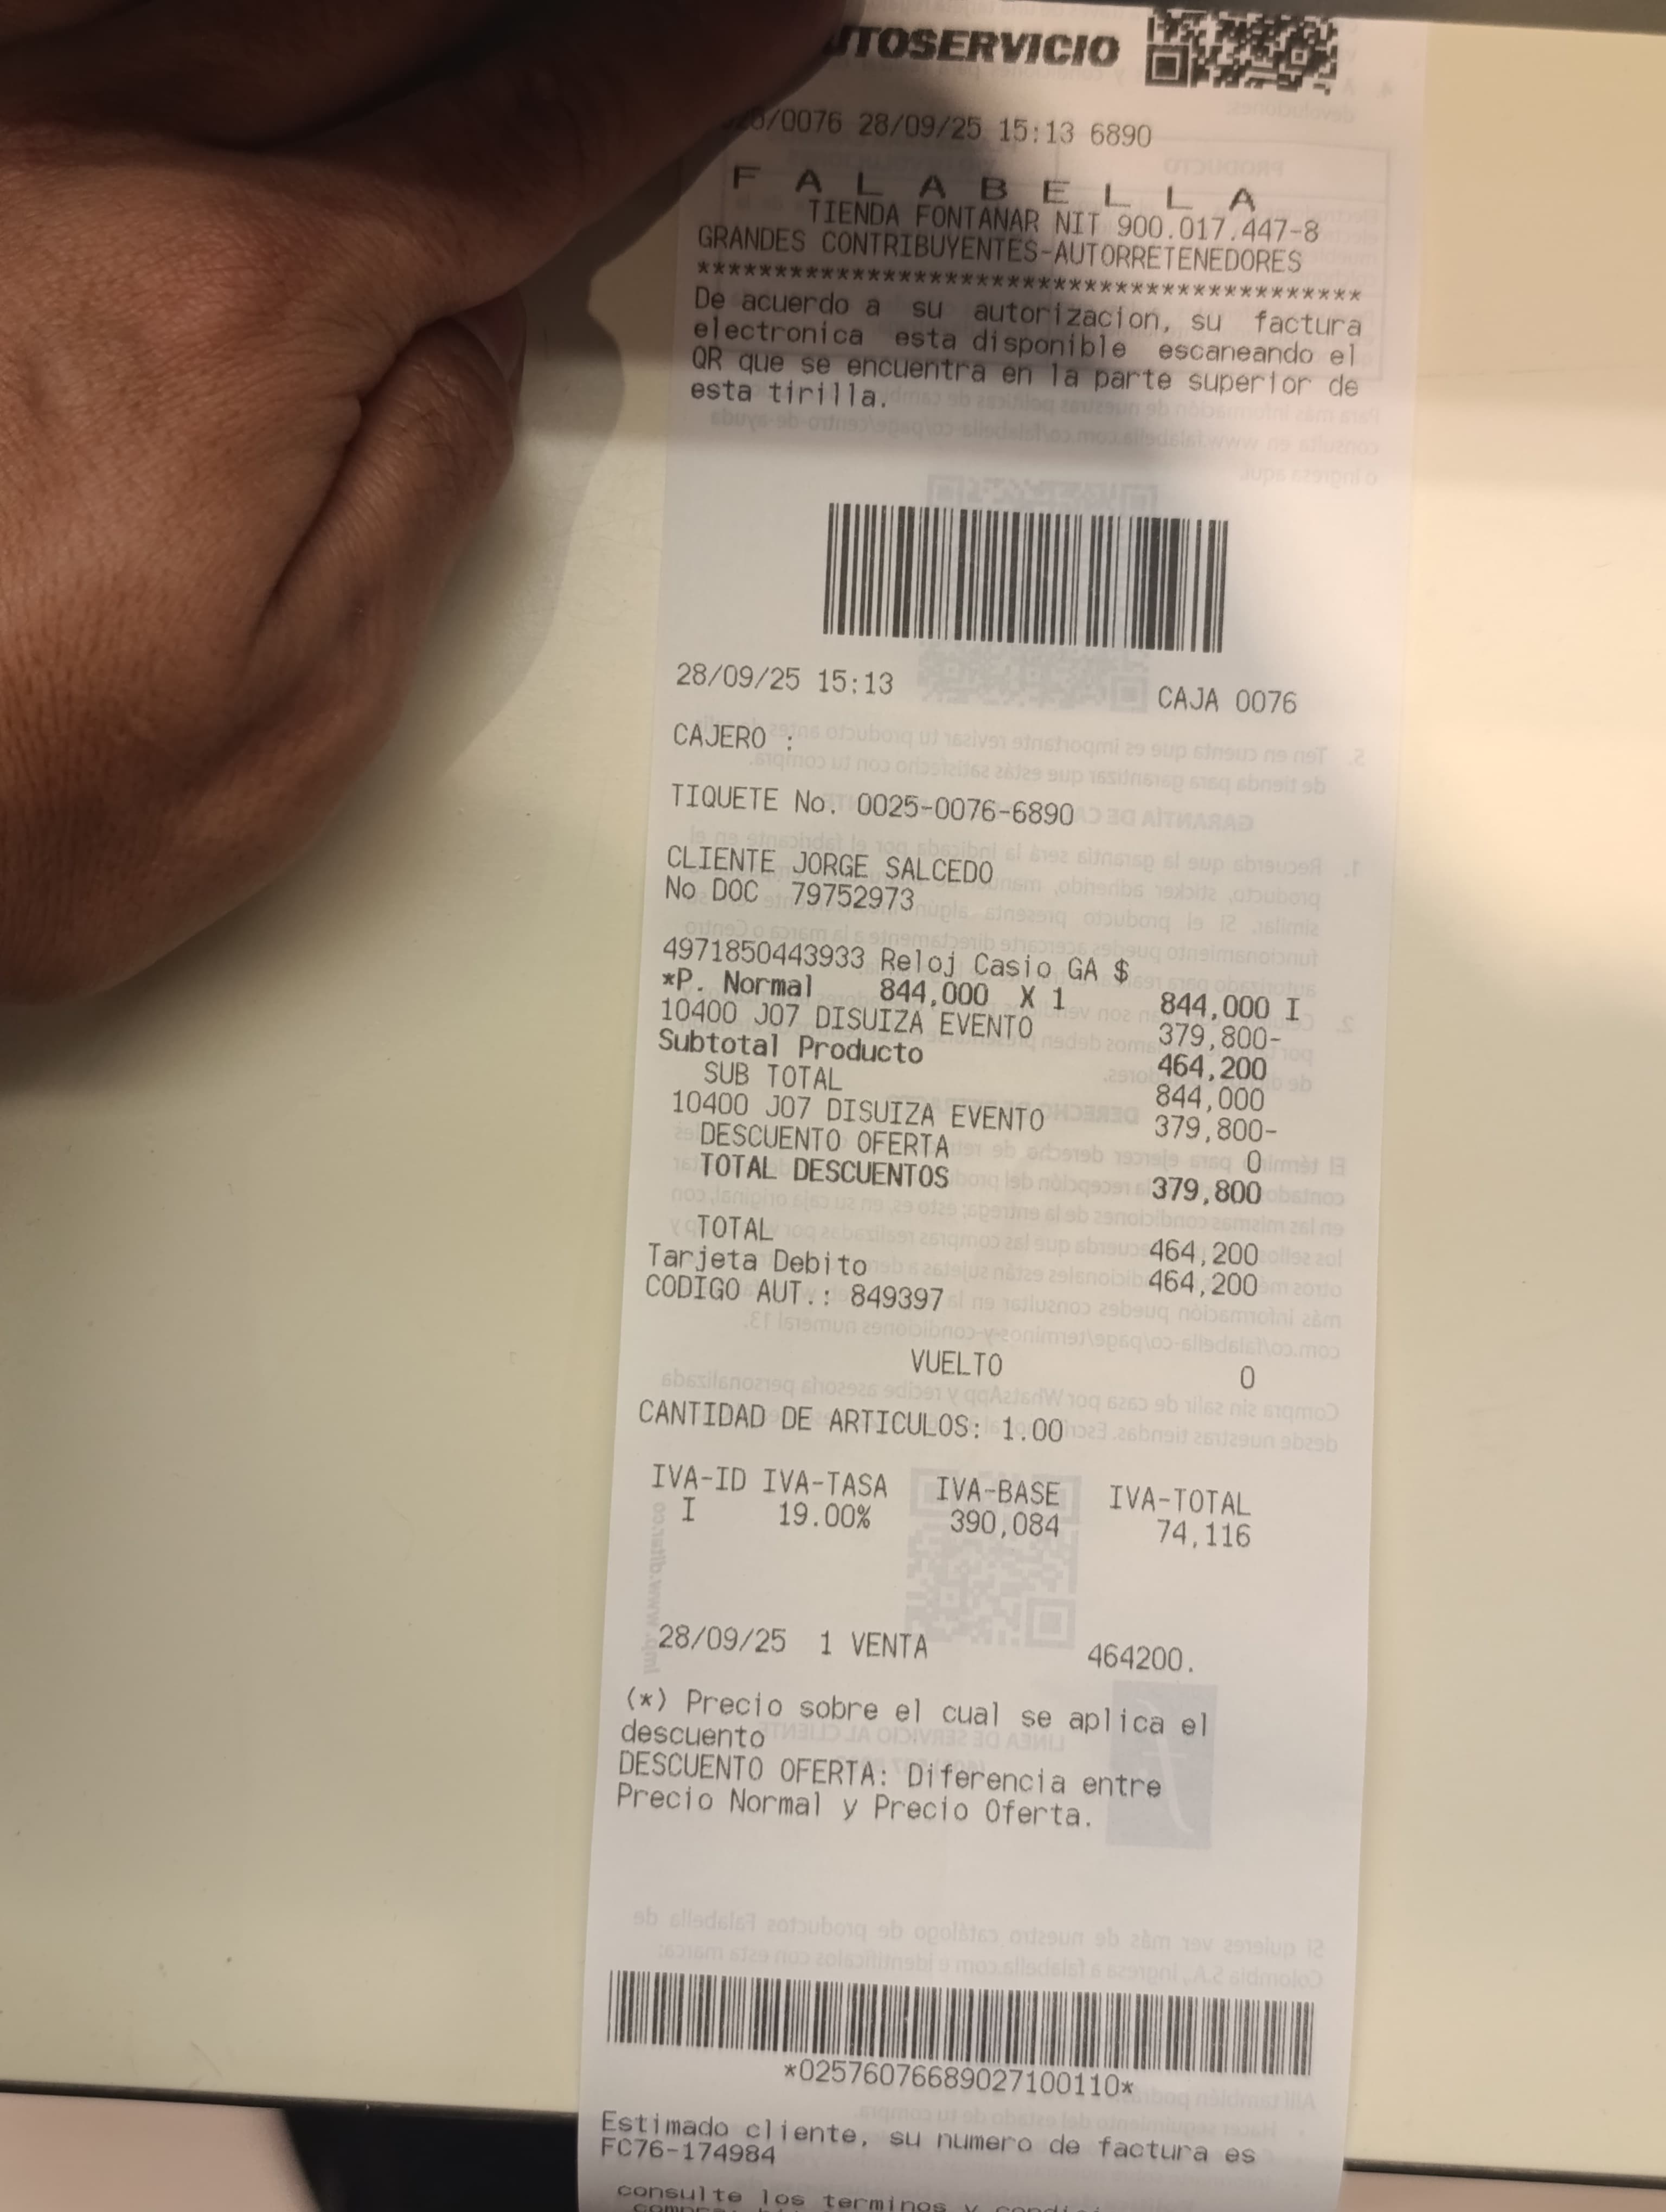 AUTOSERVICIO
/0076 28/09/25 15:13 6890
F A L A B E L L A
TIENDA FONTANAR NIT 900.017.447-8
GRANDES CONTRIBUYENTES-AUTORRETENEDORES
*******************************************
De acuerdo a su autorizacion, su factura
electronica esta disponible escaneando el
QR que se encuentra en la parte superior de
esta tirilla.
28/09/25 15:13 CAJA 0076
CAJERO :
TIQUETE No. 0025-0076-6890
CLIENTE JORGE SALCEDO
No DOC 79752973
4971850443933 Reloj Casio GA $
*P. Normal 844,000 X 1 844,000 I
10400 J07 DISUIZA EVENTO 379,800-
Subtotal Producto 464,200
SUB TOTAL 844,000
10400 J07 DISUIZA EVENTO 379,800-
DESCUENTO OFERTA 0
TOTAL DESCUENTOS 379,800
TOTAL 464,200
Tarjeta Debito 464,200
CODIGO AUT.: 849397
VUELTO 0
CANTIDAD DE ARTICULOS: 1.00
IVA-ID IVA-TASA IVA-BASE IVA-TOTAL
I 19.00% 390,084 74,116
28/09/25 1 VENTA 464200.
(*) Precio sobre el cual se aplica el
descuento
DESCUENTO OFERTA: Diferencia entre
Precio Normal y Precio Oferta.
*02576076689027100110*
Estimado cliente, su numero de factura es
FC76-174984
consulte los terminos y